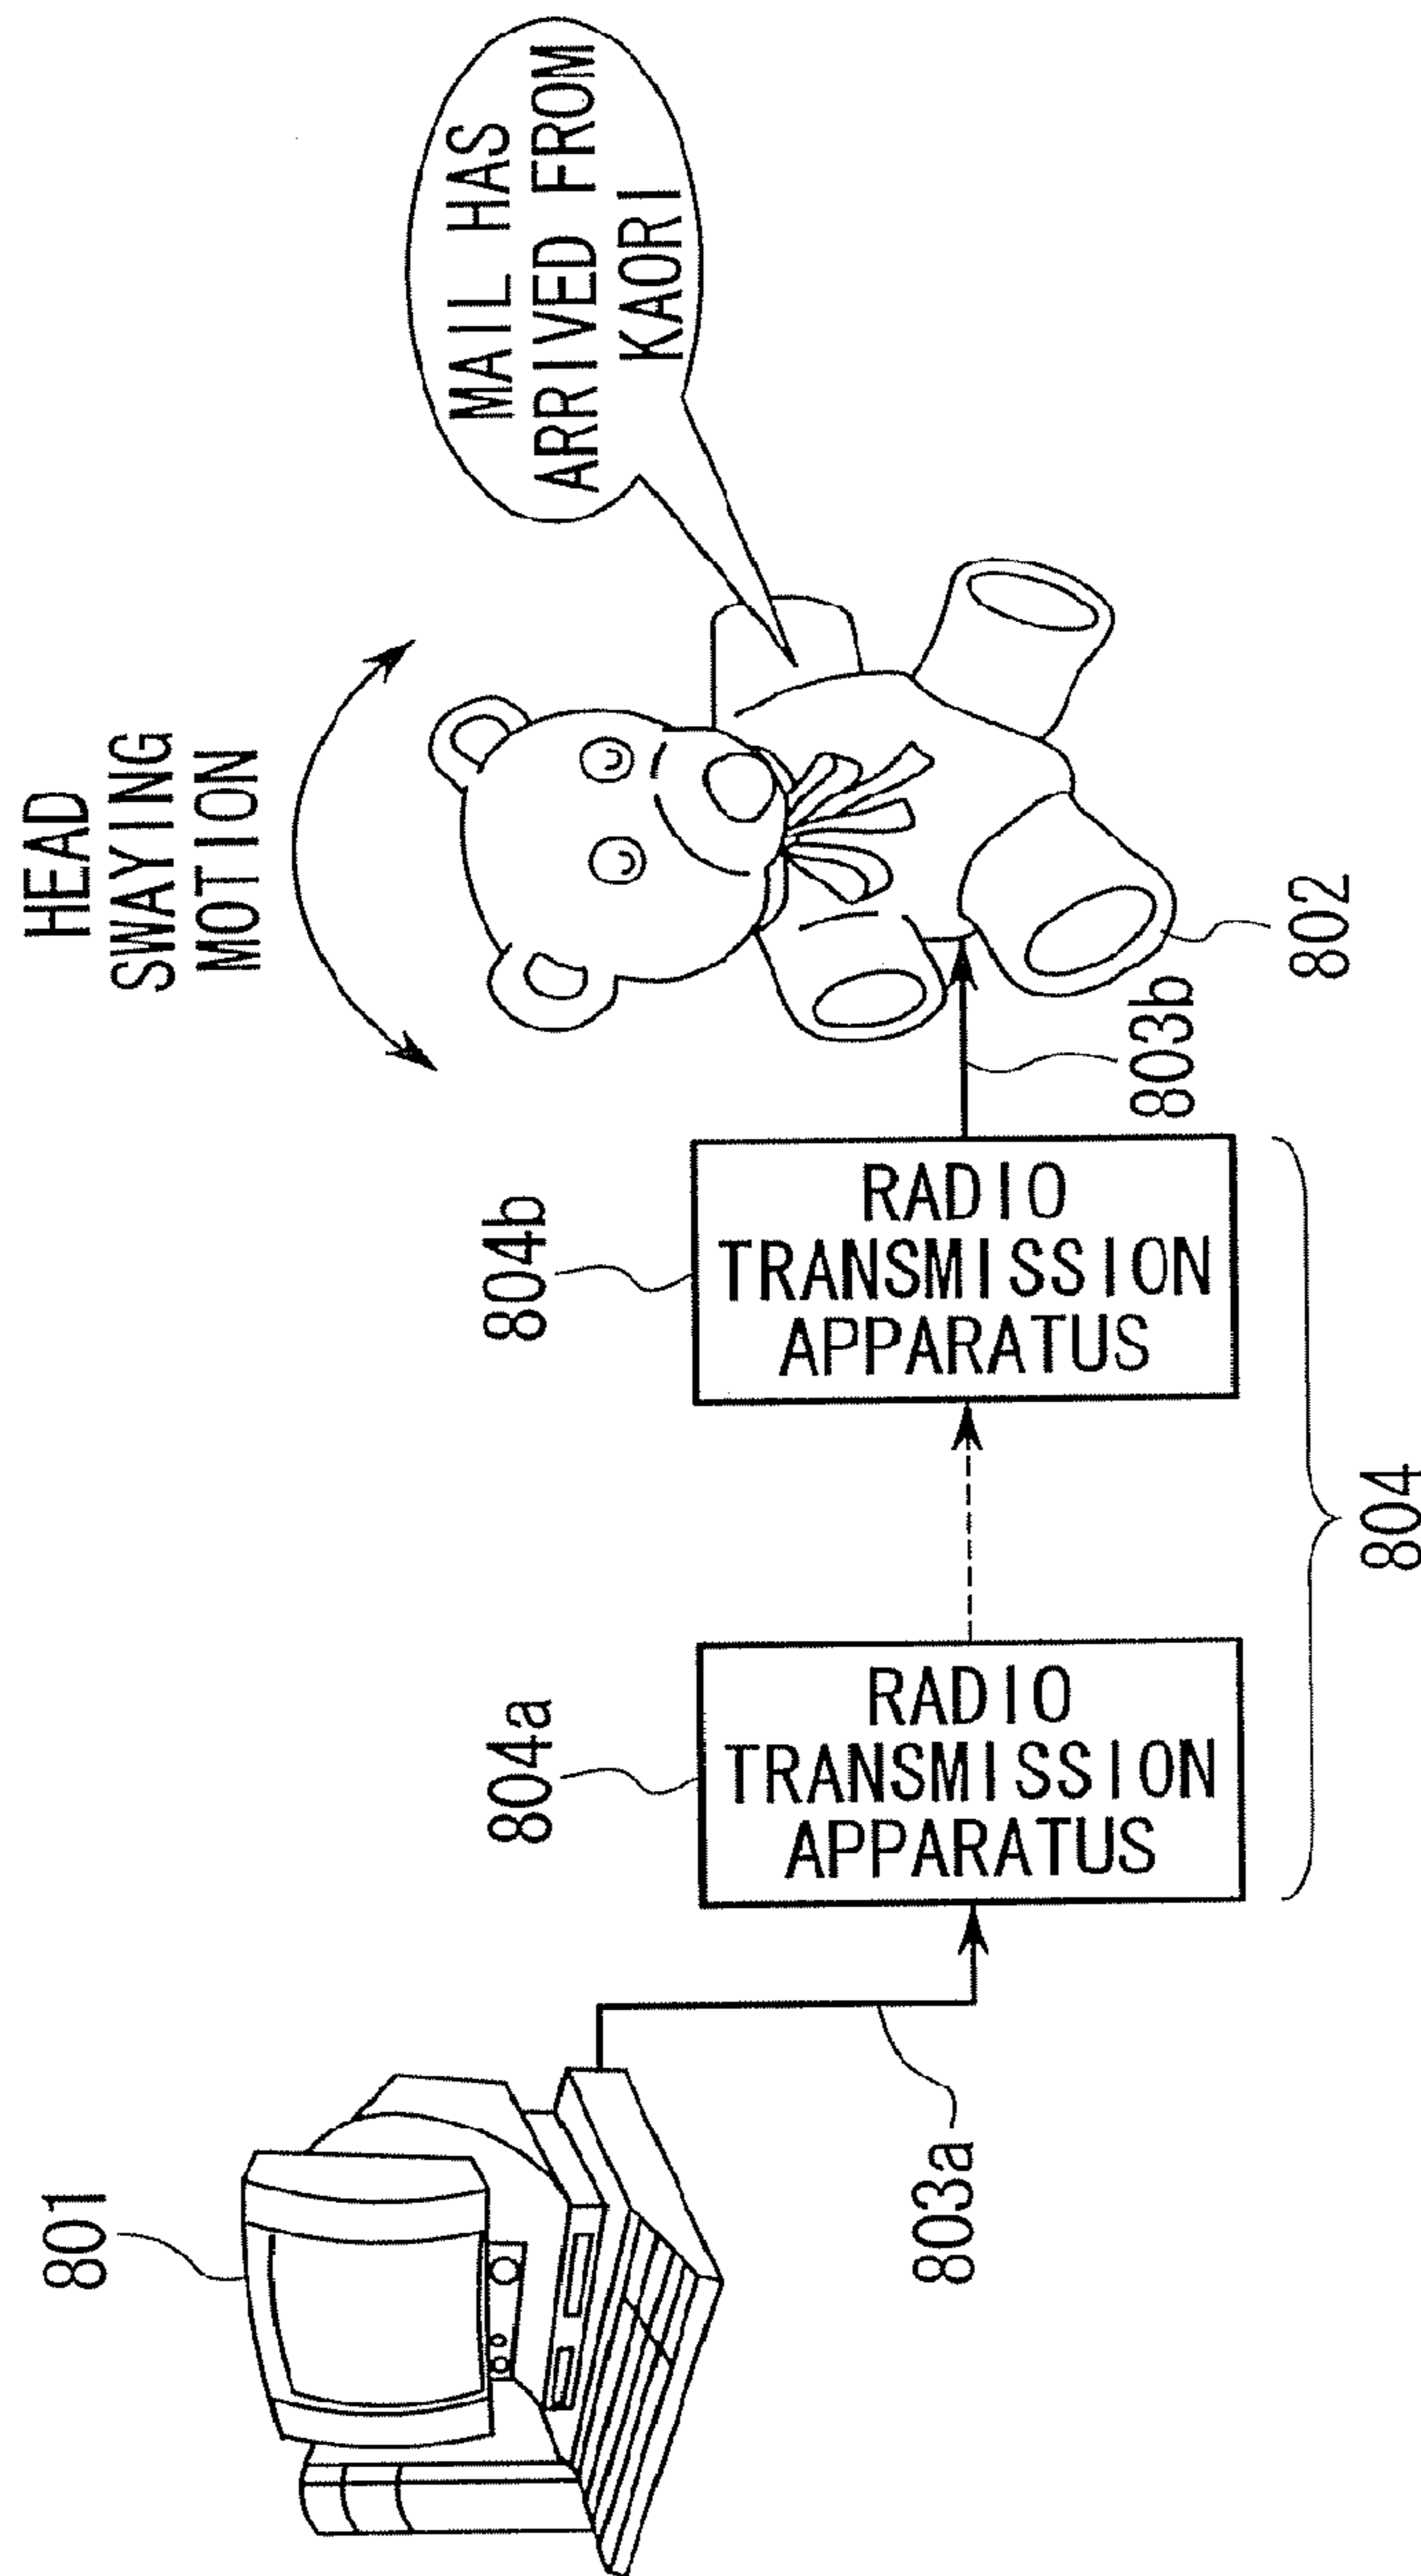 HEAD
SWAYING
MOTION
MAIL HAS
ARRIVED FROM
KAORI
801
804a
804b
RADIO
TRANSMISSION
APPARATUS
RADIO
TRANSMISSION
APPARATUS
803a
803b
802
804